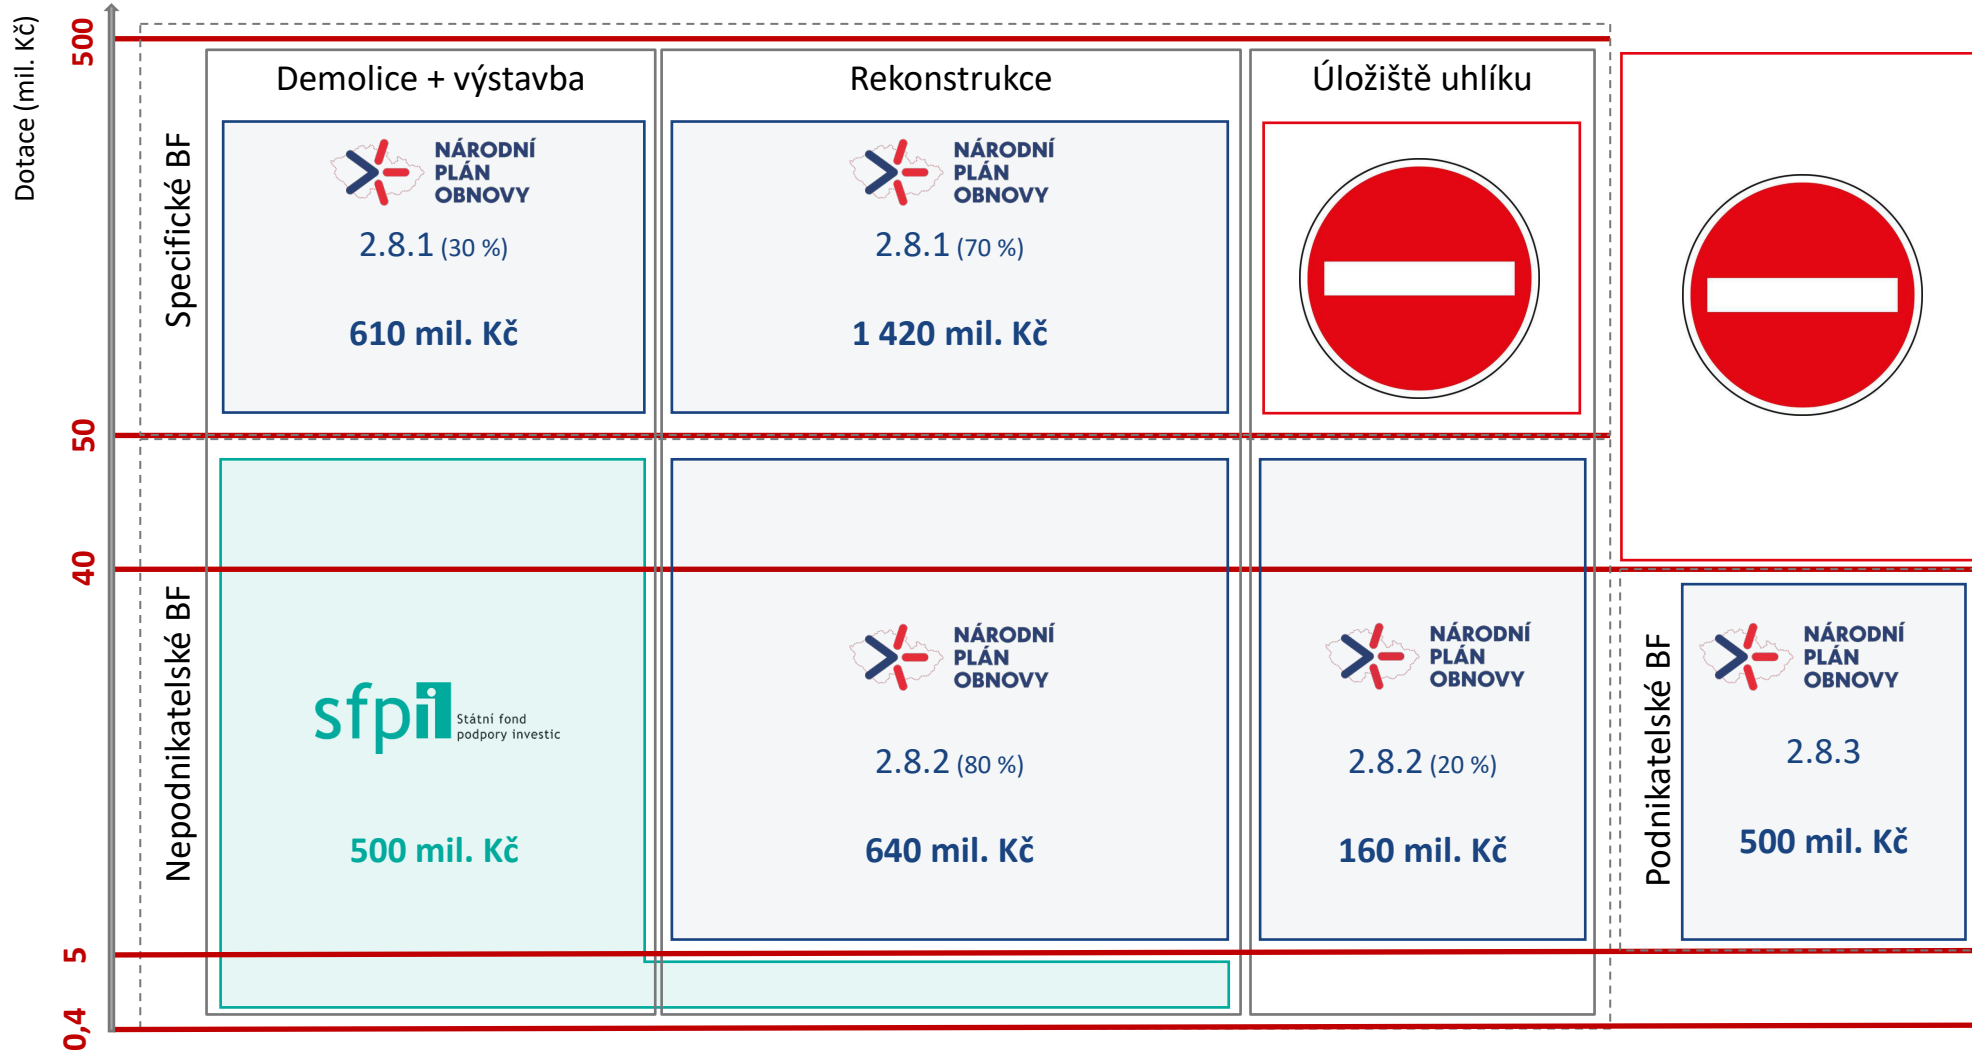 Dotace (mil. Kč)
500
50
40
5
0,4
Specifické BF
Demolice + výstavba
NÁRODNÍ
PLÁN
OBNOVY
2.8.1 (30 %)
610 mil. Kč
Rekonstrukce
NÁRODNÍ
PLÁN
OBNOVY
2.8.1 (70 %)
1 420 mil. Kč
Úložiště uhlíku
Nepodnikatelské BF
sfpi
Státní fond
podpory investic
500 mil. Kč
NÁRODNÍ
PLÁN
OBNOVY
2.8.2 (80 %)
640 mil. Kč
NÁRODNÍ
PLÁN
OBNOVY
2.8.2 (20 %)
160 mil. Kč
Podnikatelské BF
NÁRODNÍ
PLÁN
OBNOVY
2.8.3
500 mil. Kč